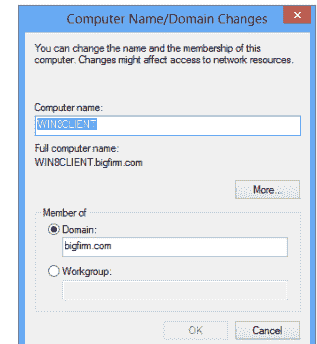 Computer Name/Domain Changes
You can change the name and the membership of this
computer. Changes might affect access to network resources.
Computer name:
WIN8CLIENT
Full computer name:
WIN8CLIENT.bigfirm.com
More...
Member of
Domain:
bigfirm.com
Workgroup:
OK Cancel